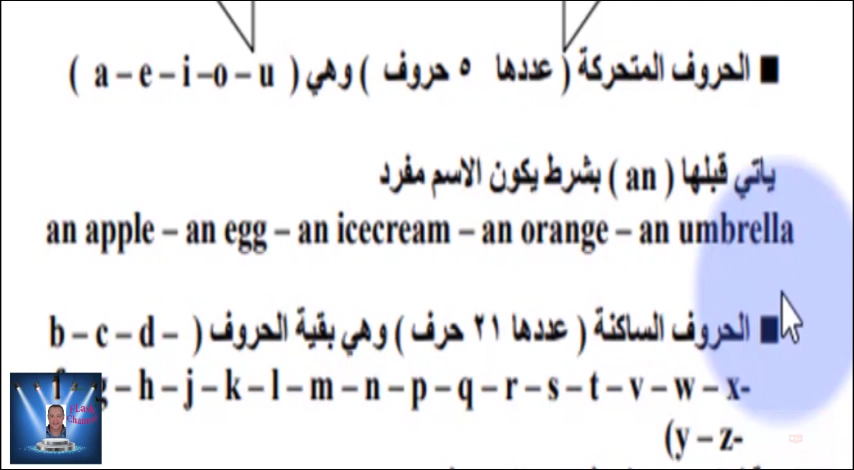 ■ الحروف المتحركة ( عددها ٥ حروف ) وهي ( a – e – i –o – u )
ياتي قبلها ( an ) بشرط يكون الاسم مفرد
an apple – an egg – an icecream – an orange – an umbrella
■ الحروف الساكنة ( عددها ٢١ حرف ) وهي بقية الحروف ( b – c – d –
g – h – j – k – l – m – n – p – q – r – s – t – v – w – x-
y – z-)